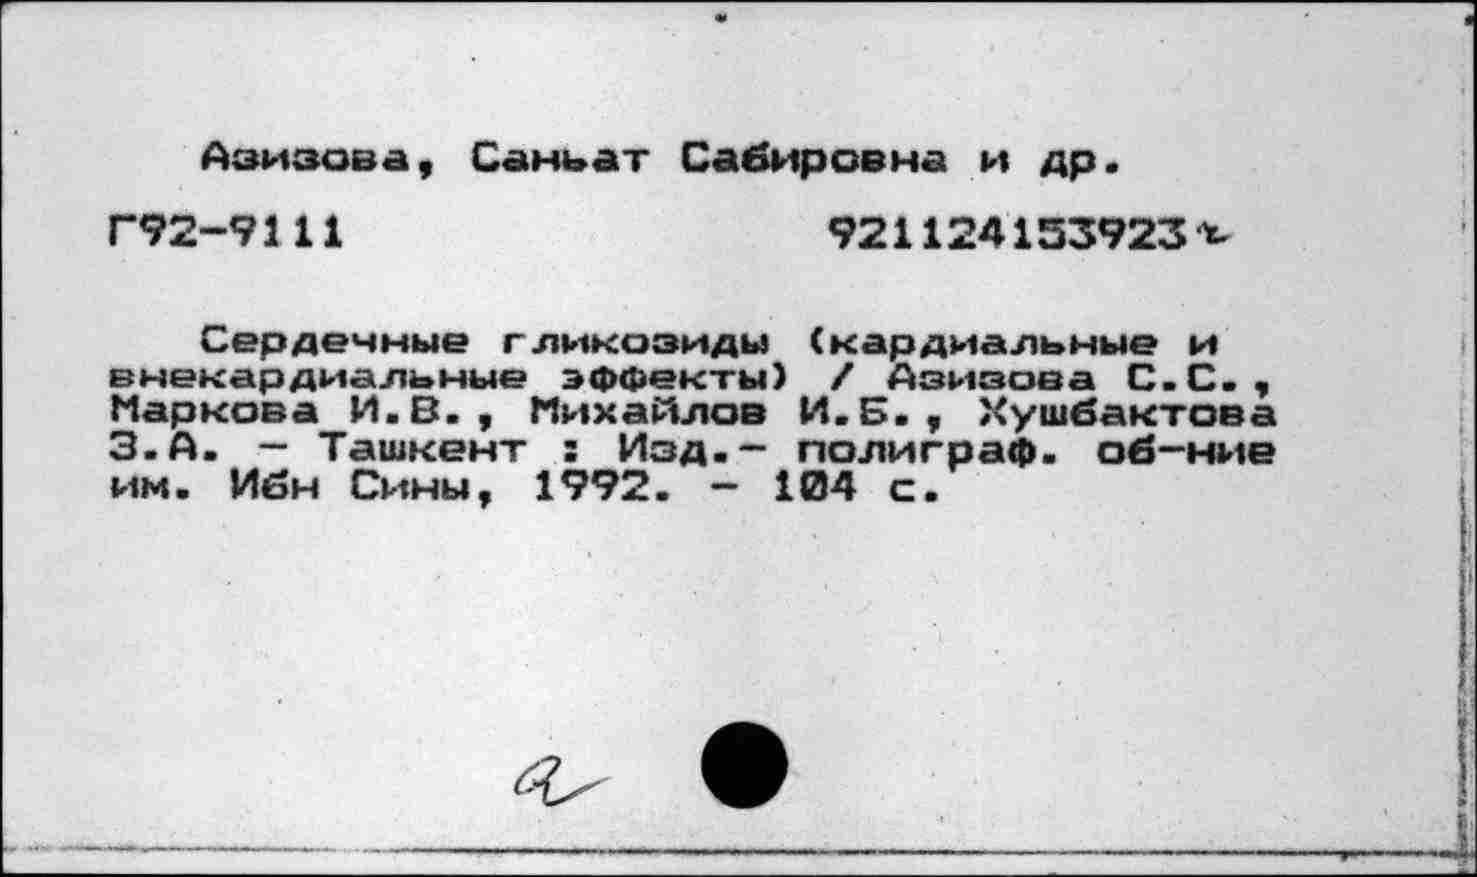 Азизова, Саньат Сабировна и др.
Г92-9111 921124153923
Сердечные гликозиды (кардиальные и
внекардиальные эффекты) / Азизова С.С.,
Маркова И.В., Михайлов И.Б., Хушбактова
З.А. - Ташкент : Изд.- полиграф. об-ние
им. Ибн Сины, 1992. - 104 с.